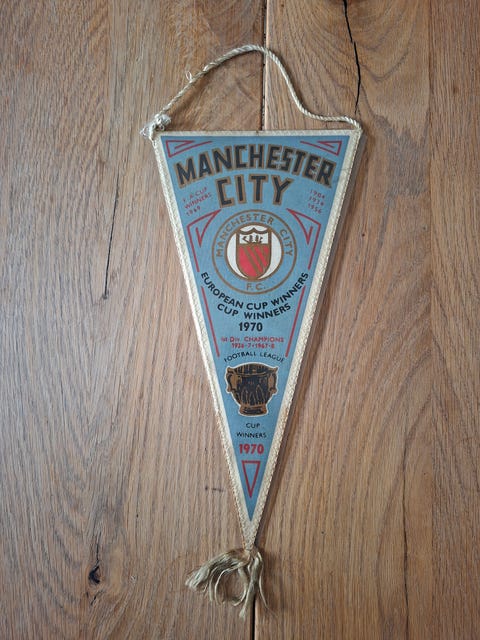 MANCHESTER
CITY
F.A. CUP
WINNERS
1969
1904
1934
1956
MANCHESTER CITY
F.C.
EUROPEAN CUP WINNERS
CUP WINNERS
1970
1st DIV. CHAMPIONS
1936-7•1967-8
FOOTBALL LEAGUE
CUP
WINNERS
1970